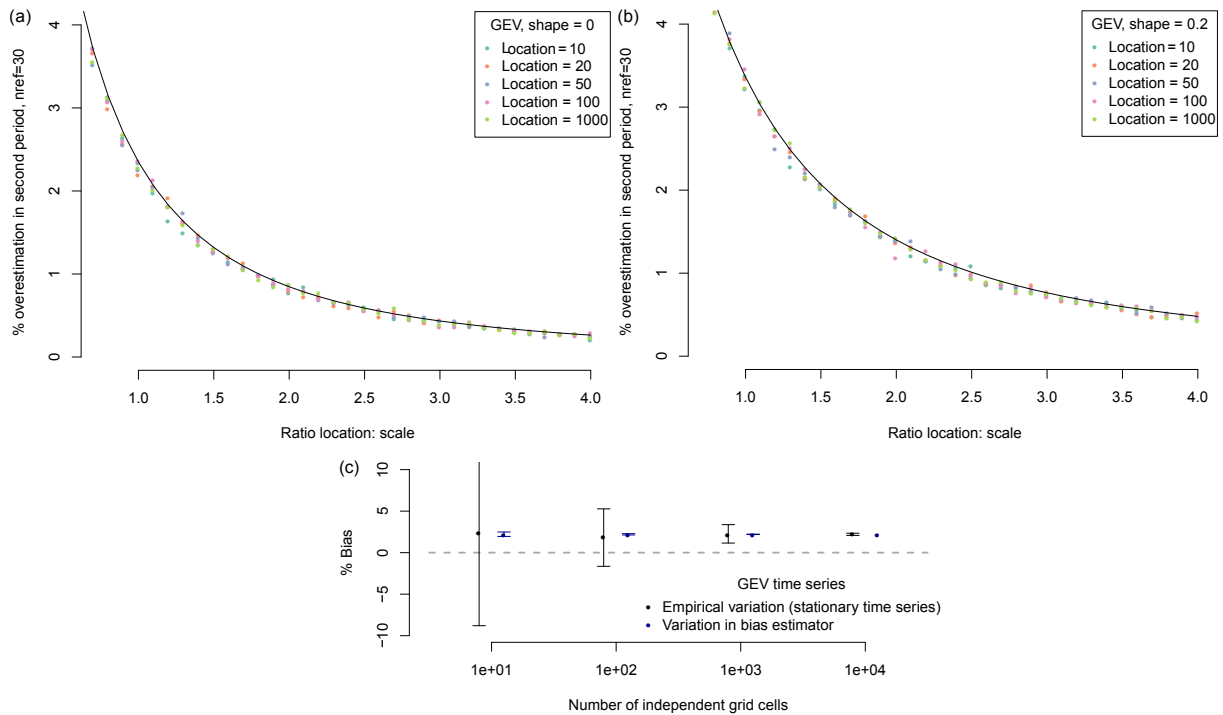 (a)
% overestimation in second period, nref=30
4
3
2
1
0
1.0 1.5 2.0 2.5 3.0 3.5 4.0
Ratio location: scale
GEV, shape = 0
Location = 10
Location = 20
Location = 50
Location = 100
Location = 1000
(b)
% overestimation in second period, nref=30
4
3
2
1
0
1.0 1.5 2.0 2.5 3.0 3.5 4.0
Ratio location: scale
GEV, shape = 0.2
Location = 10
Location = 20
Location = 50
Location = 100
Location = 1000
(c)
% Bias
10
5
0
−5
−10
GEV time series
Empirical variation (stationary time series)
Variation in bias estimator
1e+01 1e+02 1e+03 1e+04
Number of independent grid cells